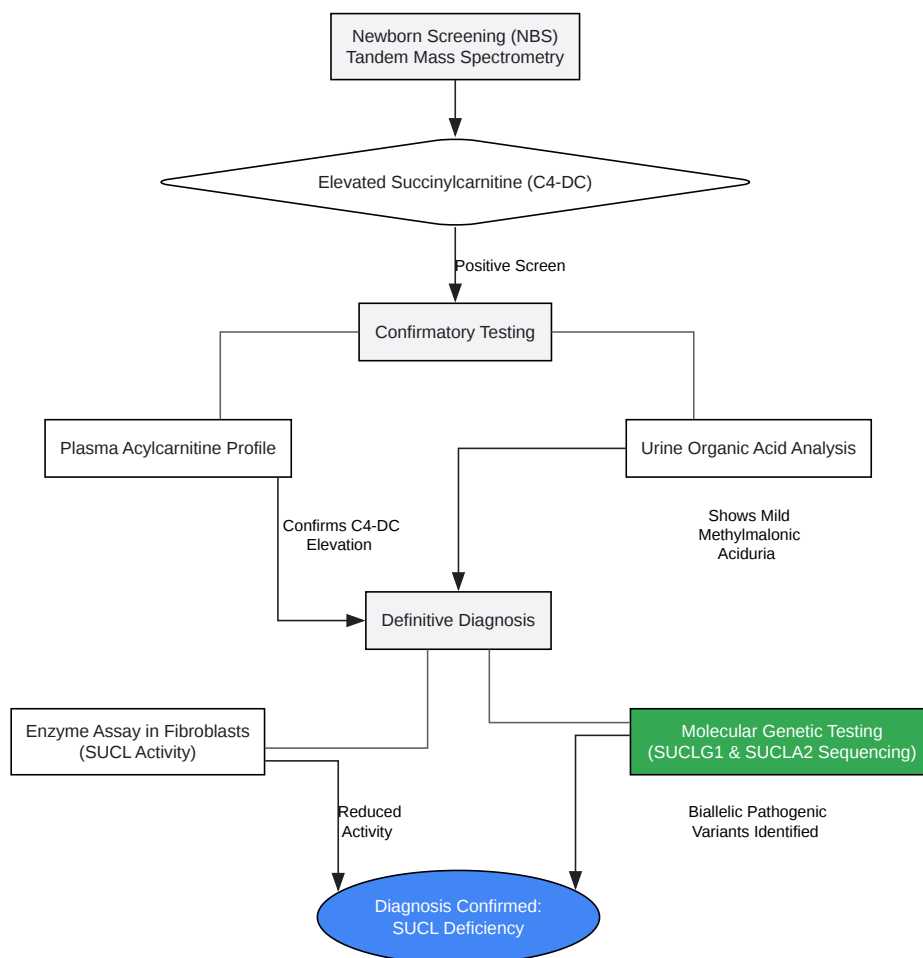 Newborn Screening (NBS)
Tandem Mass Spectrometry
Elevated Succinylcarnitine (C4-DC)
Positive Screen
Confirmatory Testing
Plasma Acylcarnitine Profile
Urine Organic Acid Analysis
Confirms C4-DC
Elevation
Shows Mild
Methylmalonic
Aciduria
Definitive Diagnosis
Enzyme Assay in Fibroblasts
(SUCL Activity)
Molecular Genetic Testing
(SUCLG1 & SUCLA2 Sequencing)
Reduced
Activity
Biallelic Pathogenic
Variants Identified
Diagnosis Confirmed:
SUCL Deficiency